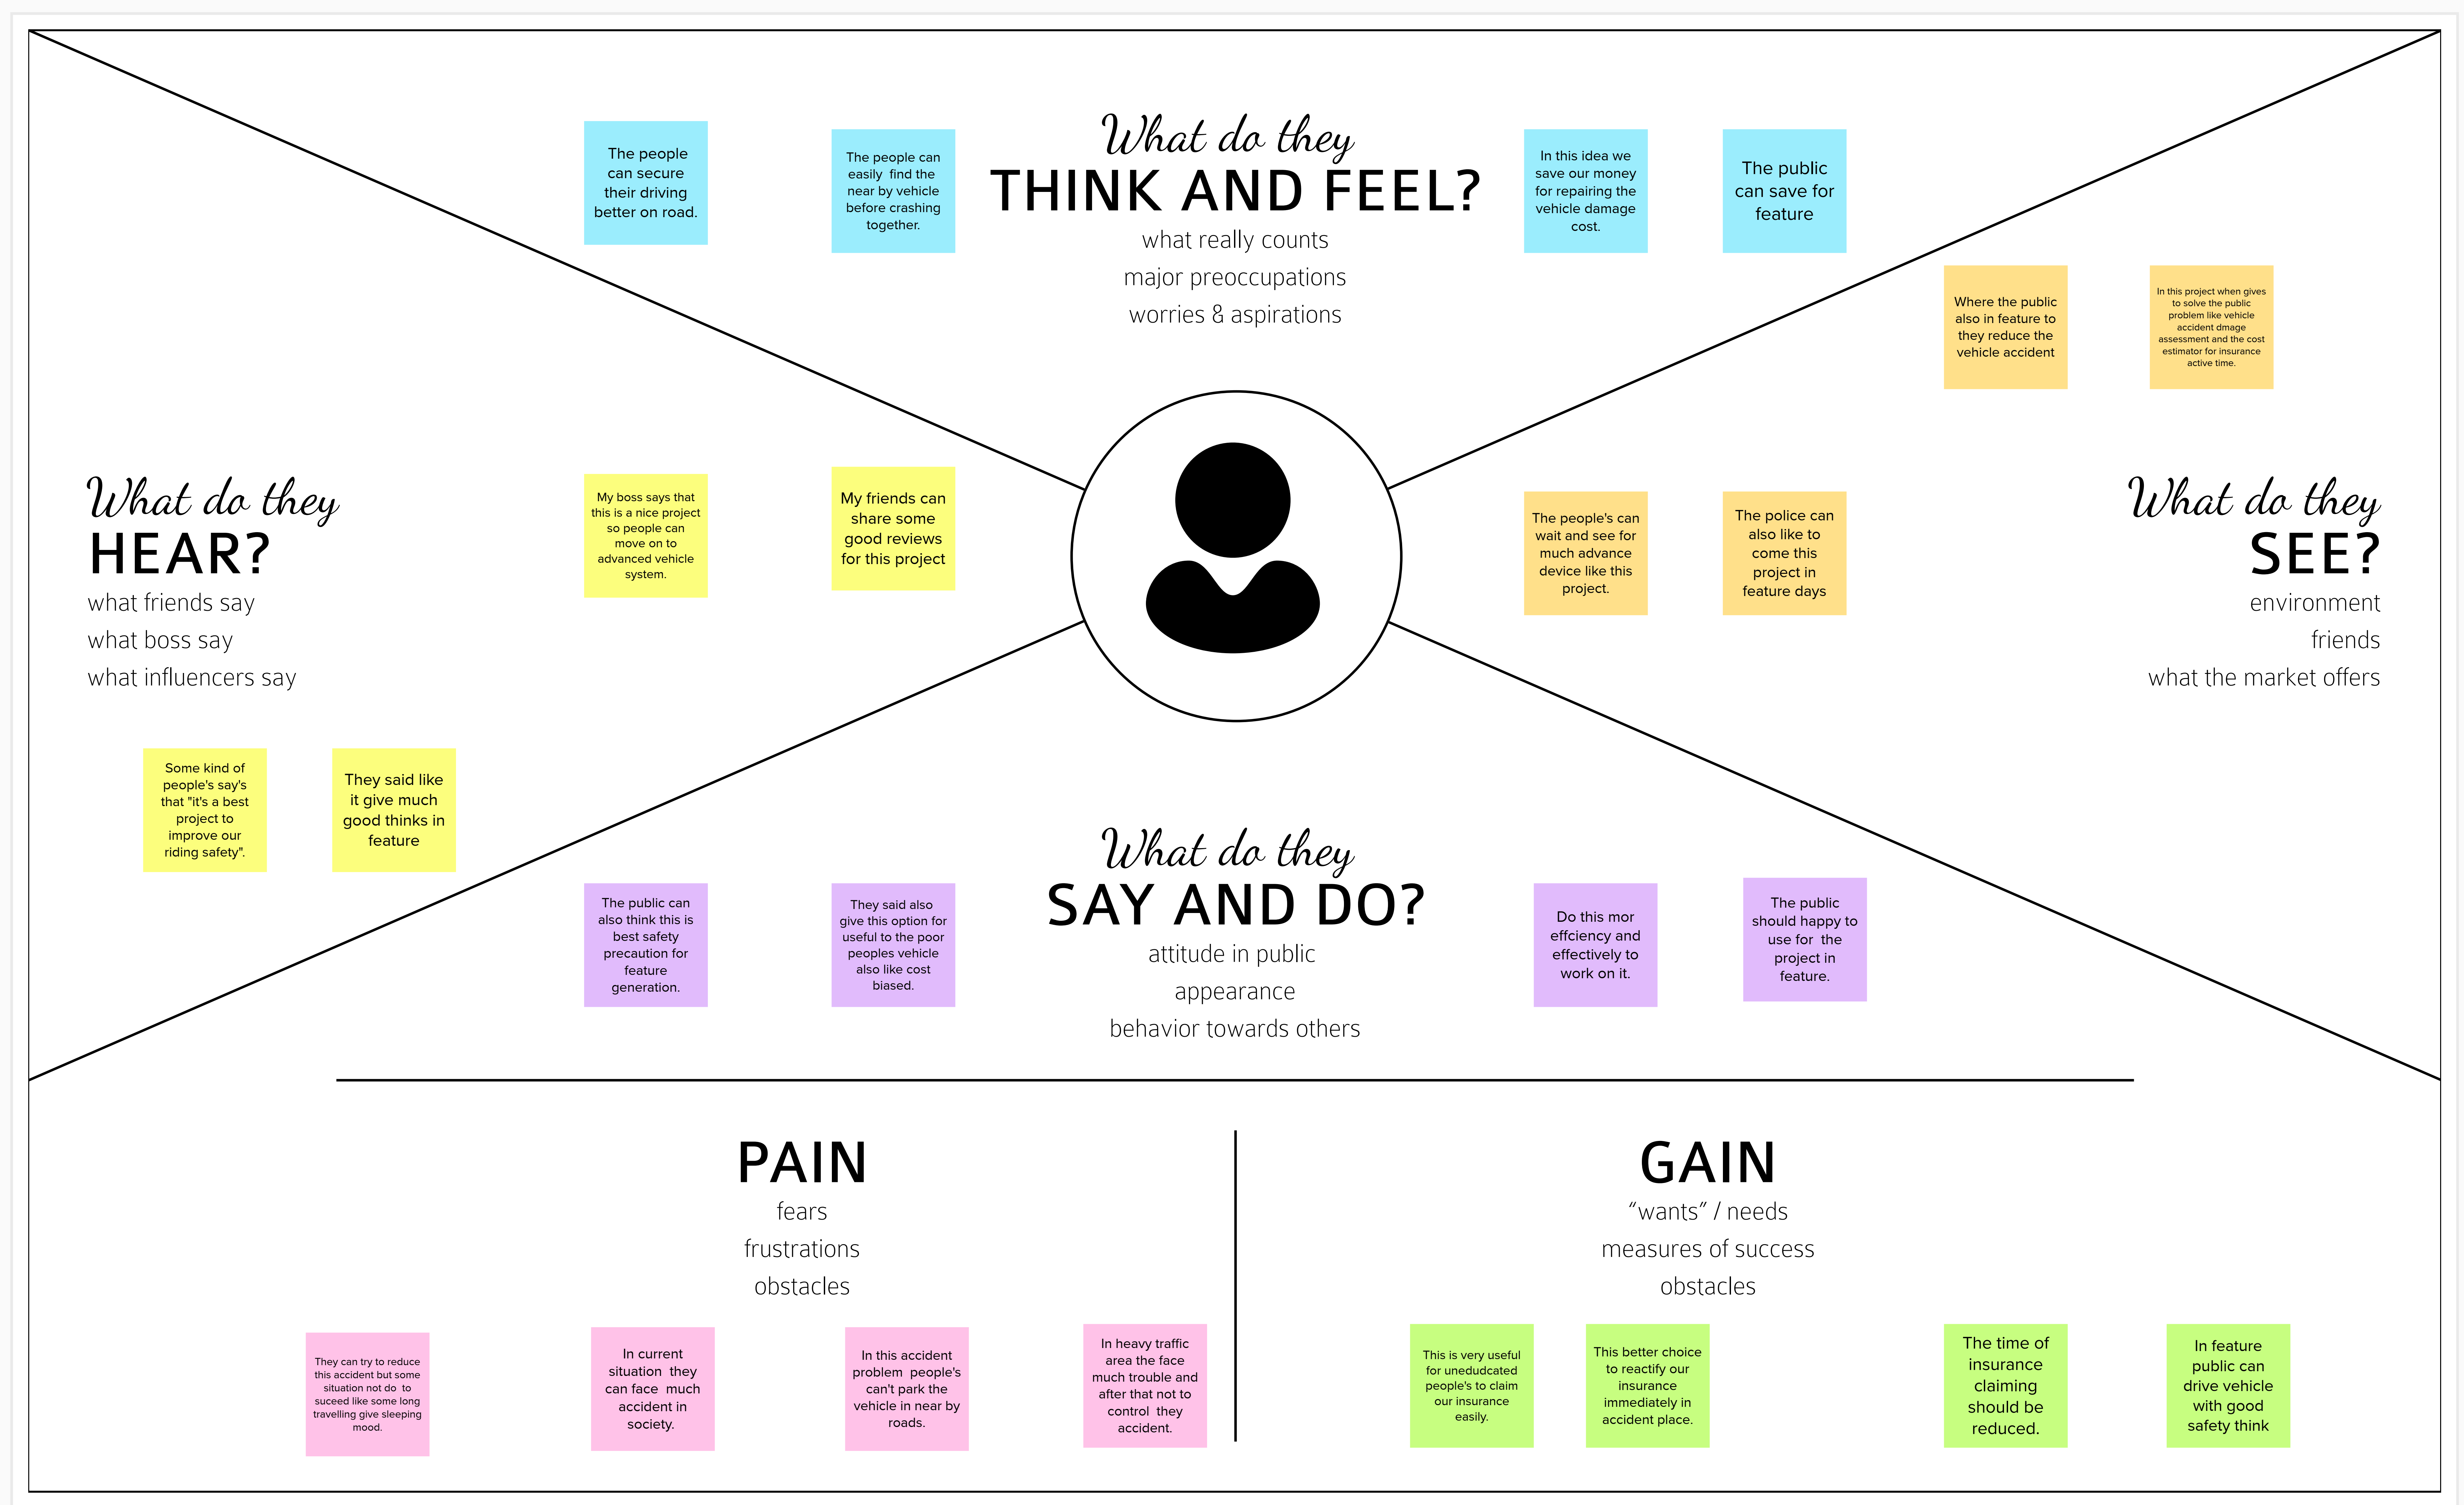 What do they
THINK AND FEEL?
what really counts
major preoccupations
worries & aspirations
The people
can secure
their driving
better on road.
The people can
easily  find the
near by vehicle
before crashing
together.
In this idea we
save our money
for repairing the
vehicle damage
cost.
The public
can save for
feature
Where the public
also in feature to
they reduce the
vehicle accident
In this project when gives
to solve the public
problem like vehicle
accident dmage
assessment and the cost
estimator for insurance
active time.
What do they
HEAR?
what friends say
what boss say
what influencers say
My boss says that
this is a nice project
so people can
move on to
advanced vehicle
system.
My friends can
share some
good reviews
for this project
The people's can
wait and see for
much advance
device like this
project.
The police can
also like to
come this
project in
feature days
What do they
SEE?
environment
friends
what the market offers
Some kind of
people's say's
that "it's a best
project to
improve our
riding safety".
They said like
it give much
good thinks in
feature
What do they
SAY AND DO?
attitude in public
appearance
behavior towards others
The public can
also think this is
best safety
precaution for
feature
generation.
They said also
give this option for
useful to the poor
peoples vehicle
also like cost
biased.
Do this mor
effciency and
effectively to
work on it.
The public
should happy to
use for  the
project in
feature.
PAIN
fears
frustrations
obstacles
They can try to reduce
this accident but some
situation not do  to
suceed like some long
travelling give sleeping
mood.
In current
situation  they
can face  much
accident in
society.
In this accident
problem  people's
can't park the
vehicle in near by
roads.
In heavy traffic
area the face
much trouble and
after that not to
control  they
accident.
GAIN
“wants” / needs
measures of success
obstacles
This is very useful
for unedudcated
people's to claim
our insurance
easily.
This better choice
to reactify our
insurance
immediately in
accident place.
The time of
insurance
claiming
should be
reduced.
In feature
public can
drive vehicle
with good
safety think